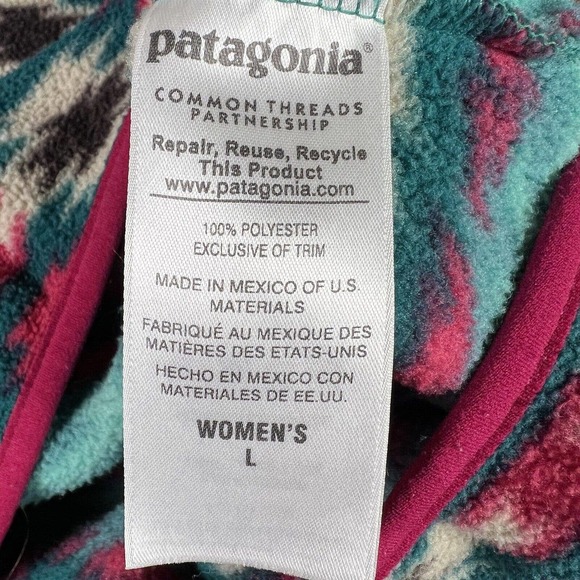 patagonia®
COMMON THREADS
PARTNERSHIP
Repair, Reuse, Recycle
This Product
www.patagonia.com
100% POLYESTER
EXCLUSIVE OF TRIM
MADE IN MEXICO OF U.S.
MATERIALS
FABRIQUÉ AU MEXIQUE DES
MATIÈRES DES ETATS-UNIS
HECHO EN MEXICO CON
MATERIALES DE EE.UU.
WOMEN'S
L